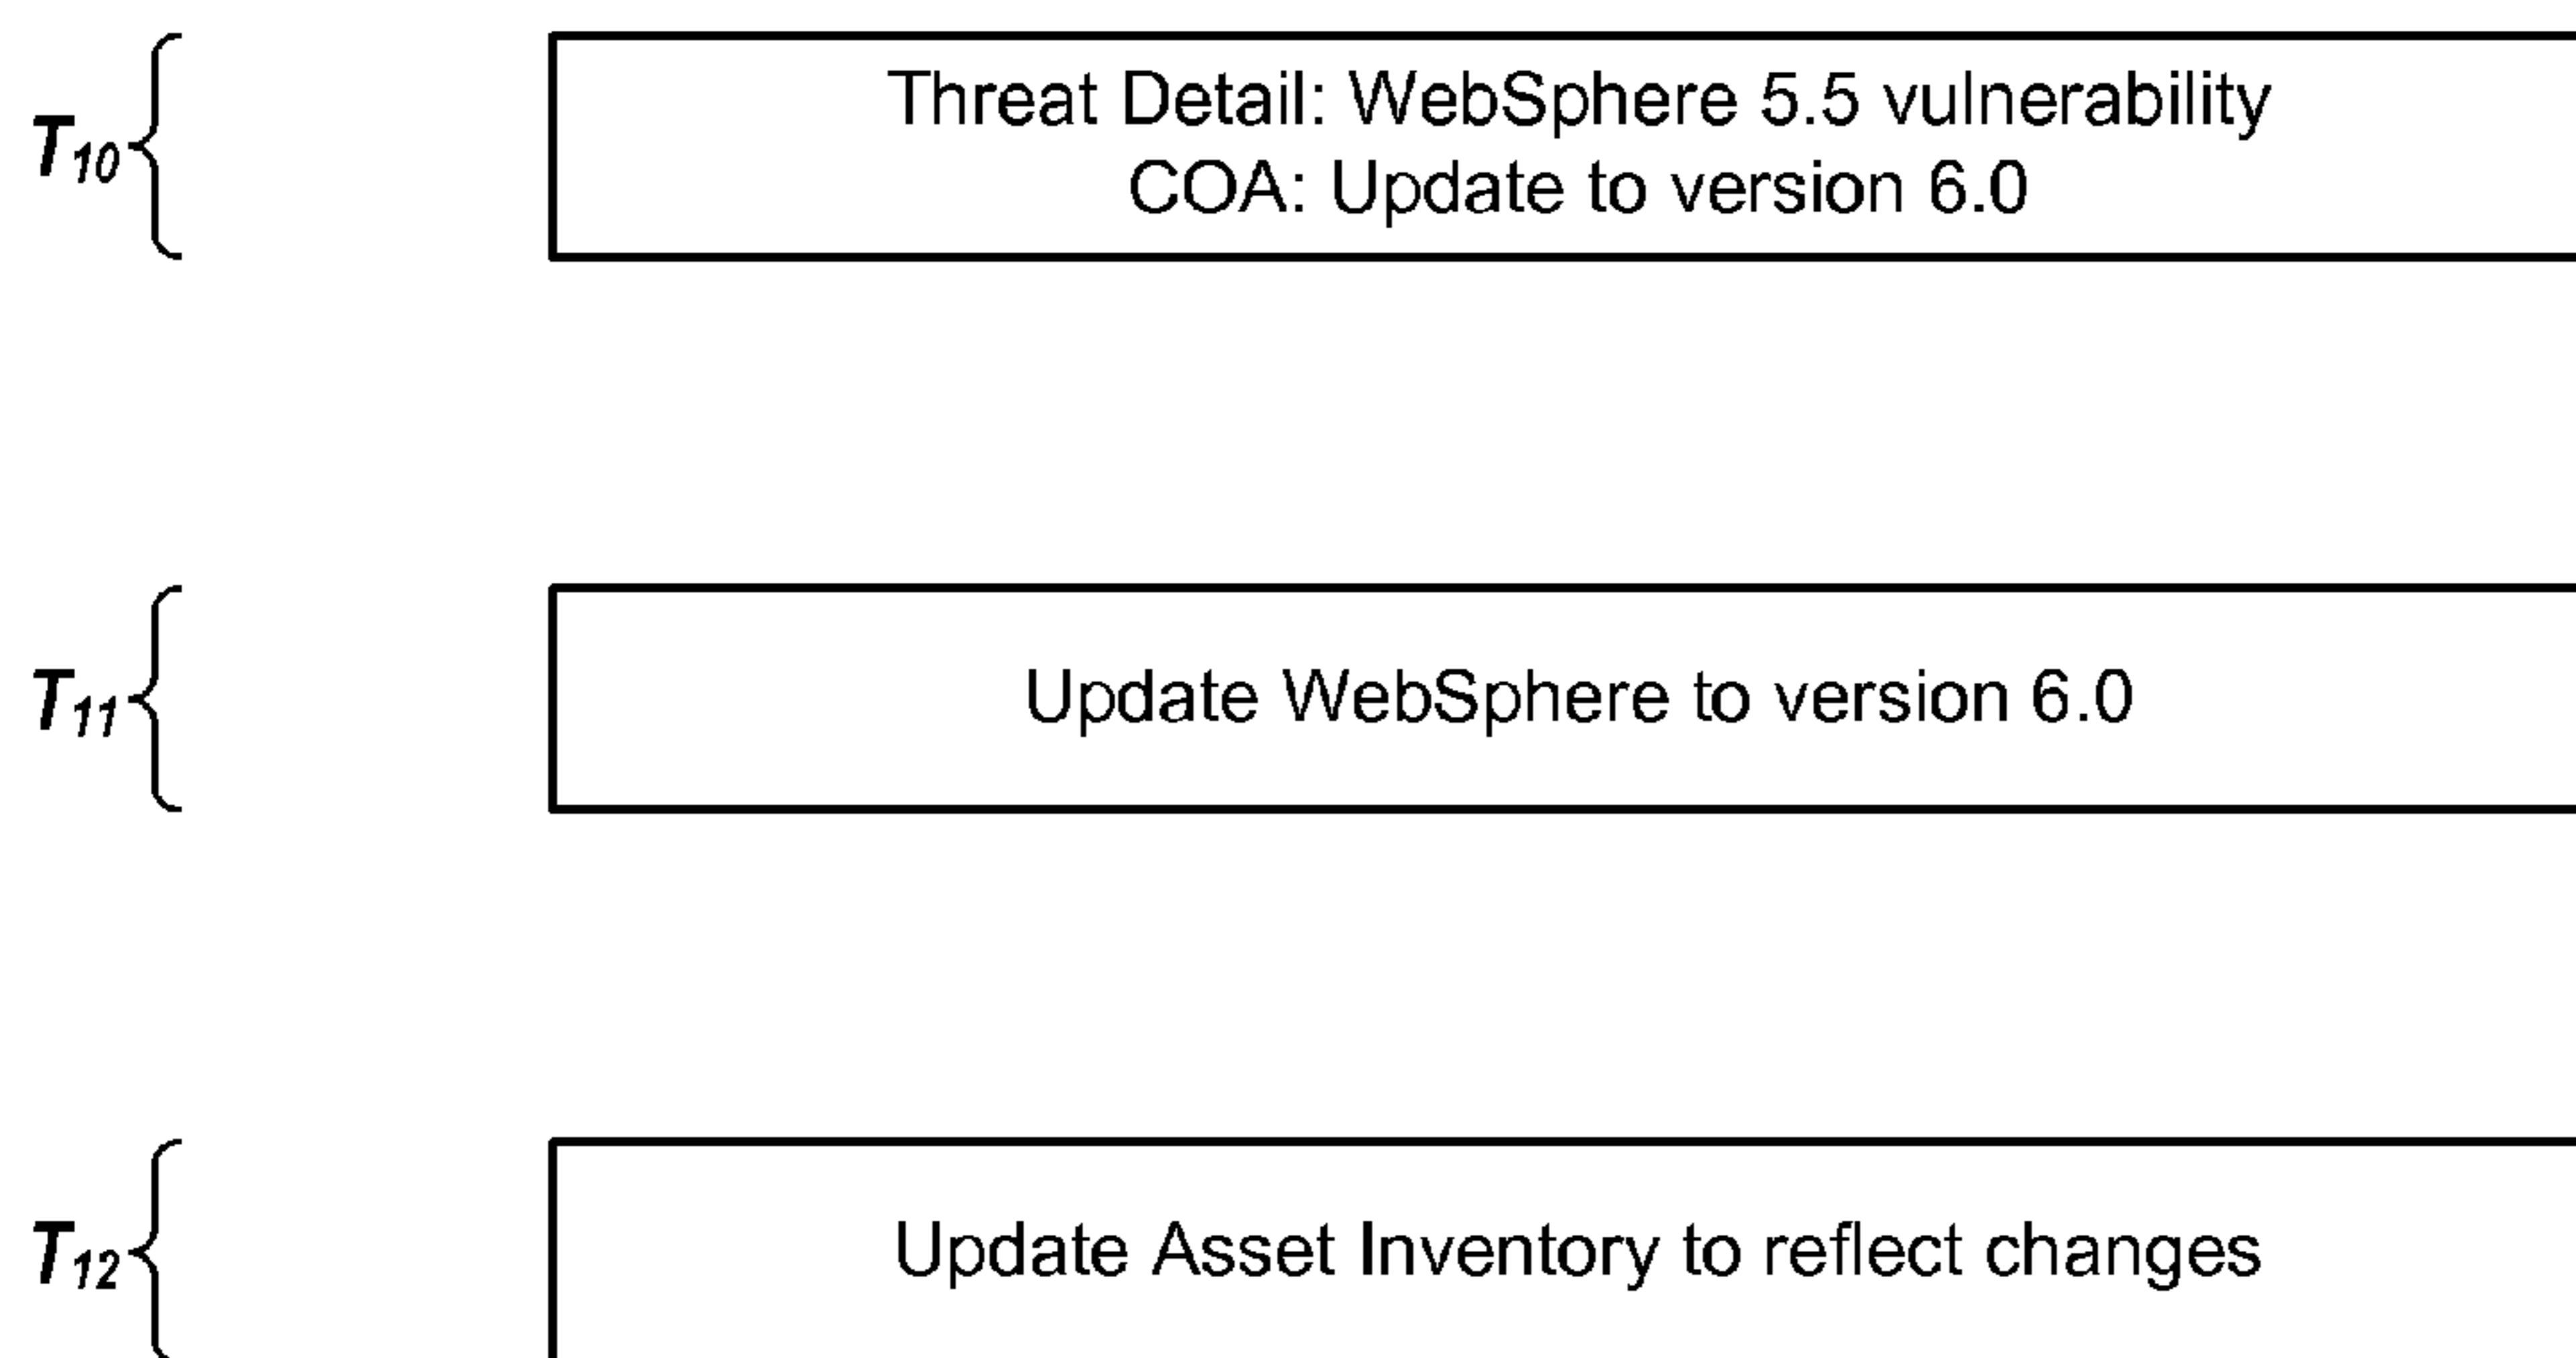 T10
Threat Detail: WebSphere 5.5 vulnerability
COA: Update to version 6.0
T11
Update WebSphere to version 6.0
T12
Update Asset Inventory to reflect changes